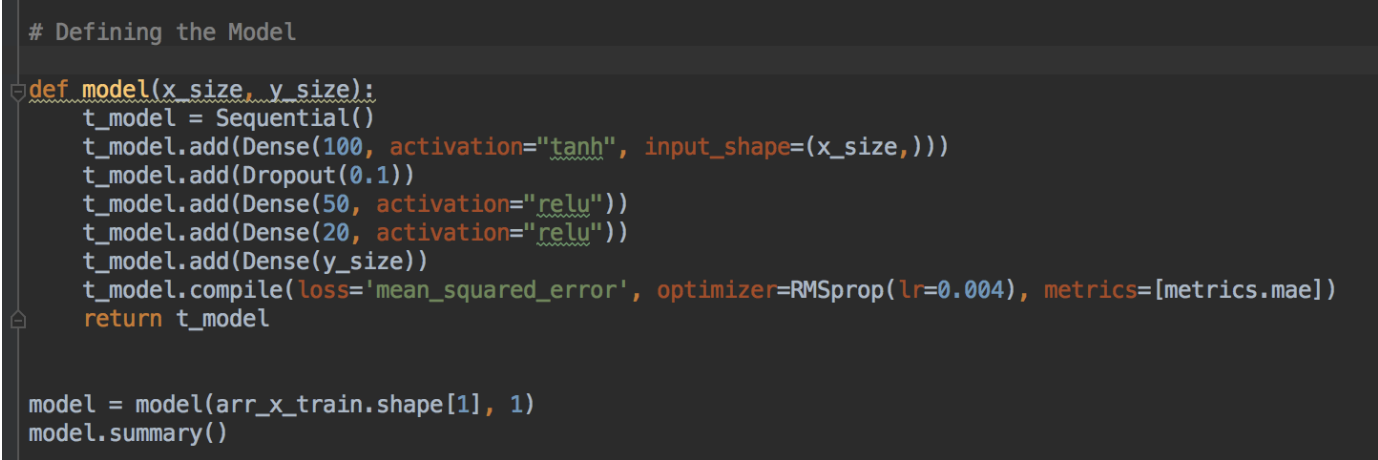 # Defining the Model
def model(x_size, y_size):
    t_model = Sequential()
    t_model.add(Dense(100, activation="tanh", input_shape=(x_size,)))
    t_model.add(Dropout(0.1))
    t_model.add(Dense(50, activation="relu"))
    t_model.add(Dense(20, activation="relu"))
    t_model.add(Dense(y_size))
    t_model.compile(loss='mean_squared_error', optimizer=RMSprop(lr=0.004), metrics=[metrics.mae])
    return t_model
model = model(arr_x_train.shape[1], 1)
model.summary()